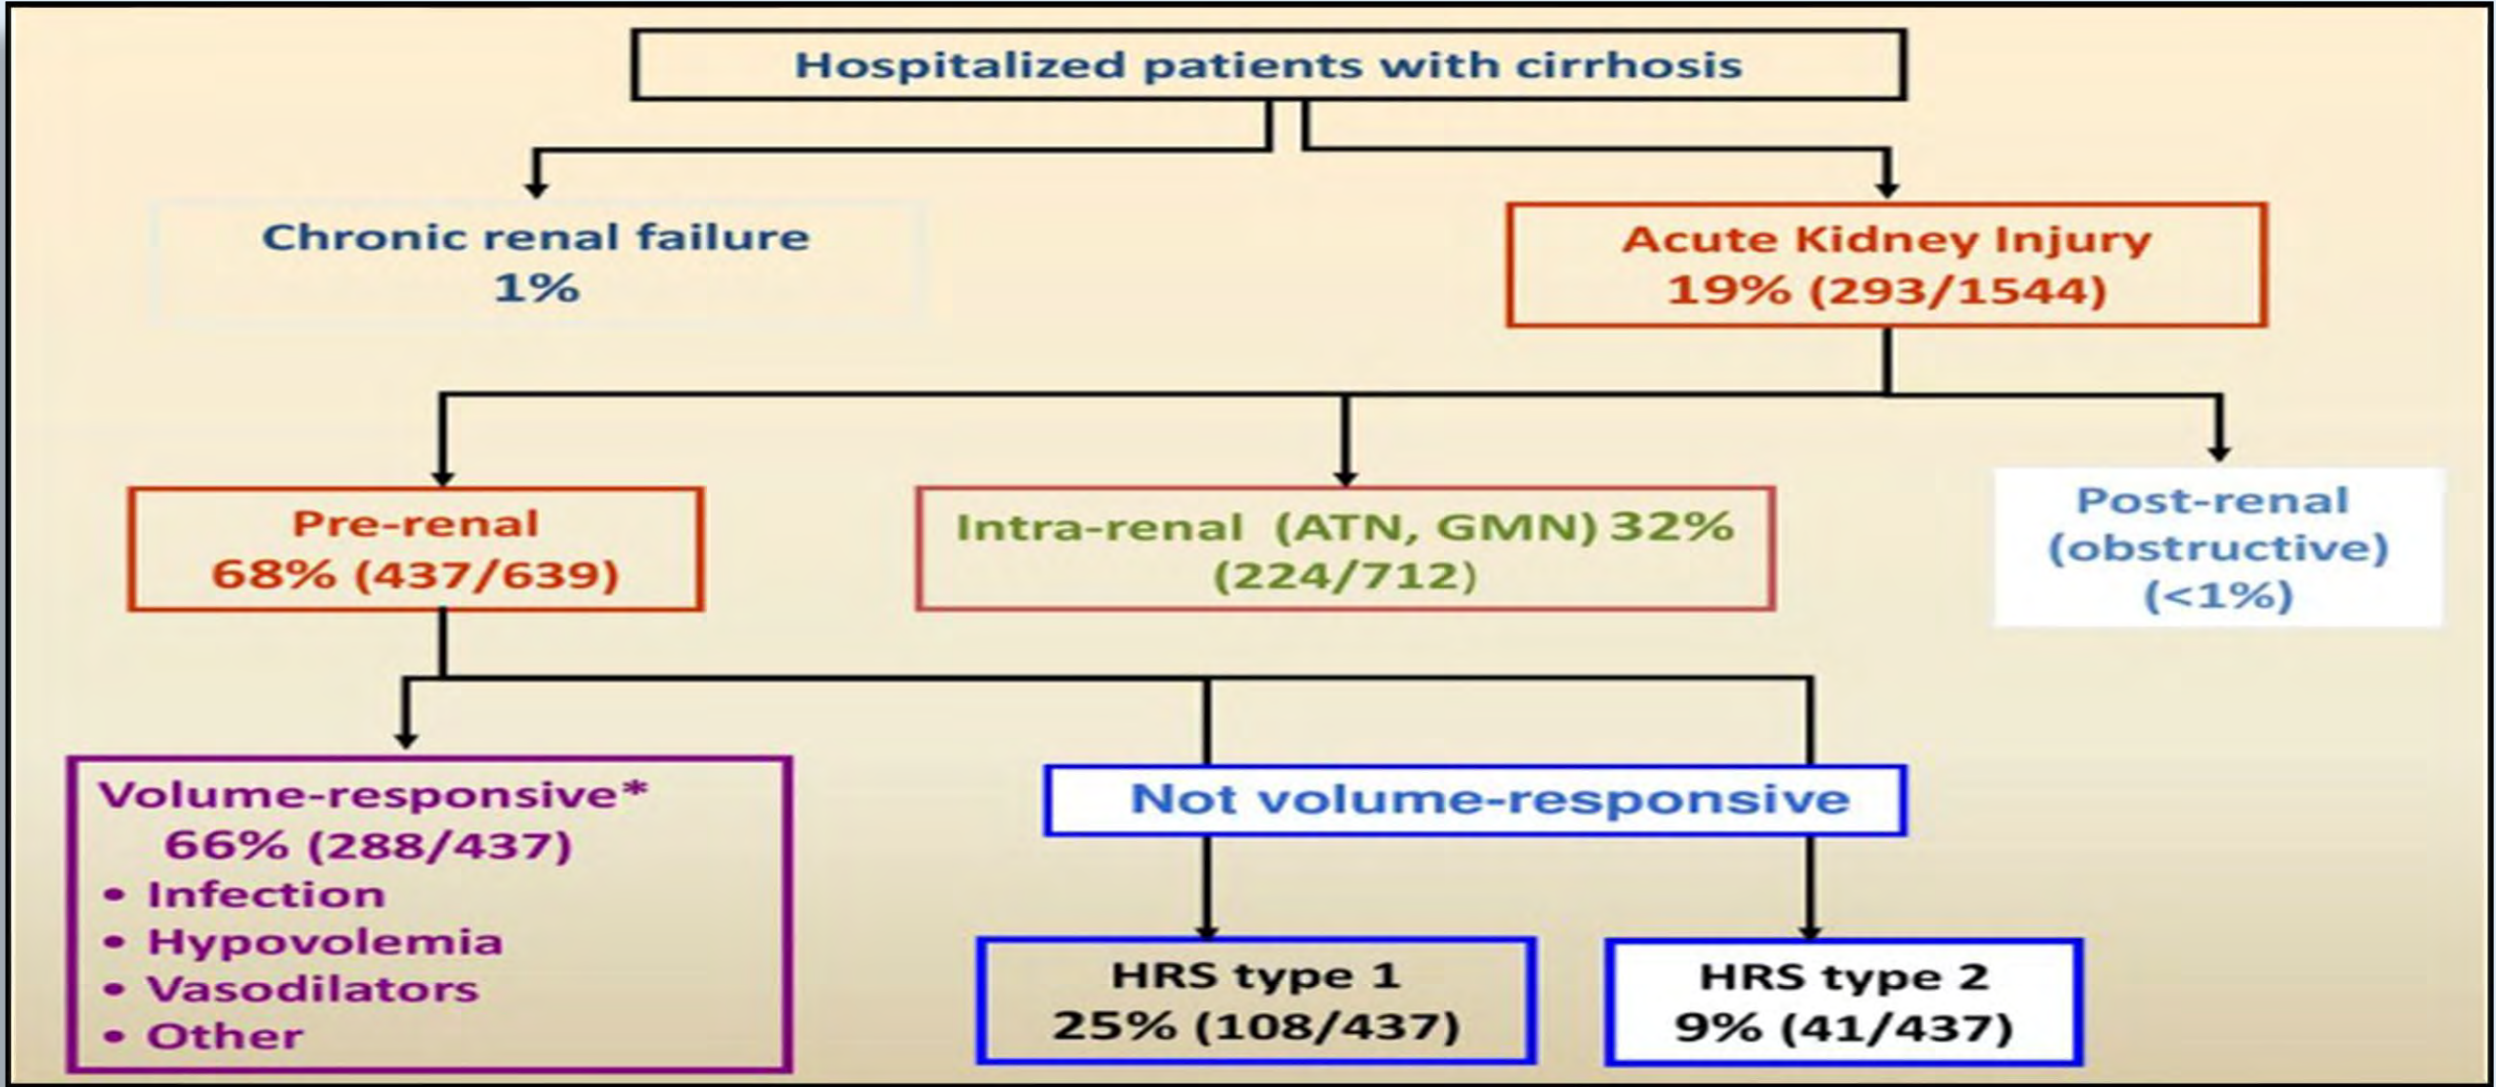 Hospitalized patients with cirrhosis
Chronic renal failure
1%
Acute Kidney Injury
19% (293/1544)
Pre-renal
68% (437/639)
Intra-renal (ATN, GMN) 32%
(224/712)
Post-renal
(obstructive)
(<1%)
Volume-responsive*
66% (288/437)
• Infection
• Hypovolemia
• Vasodilators
• Other
Not volume-responsive
HRS type 1
25% (108/437)
HRS type 2
9% (41/437)